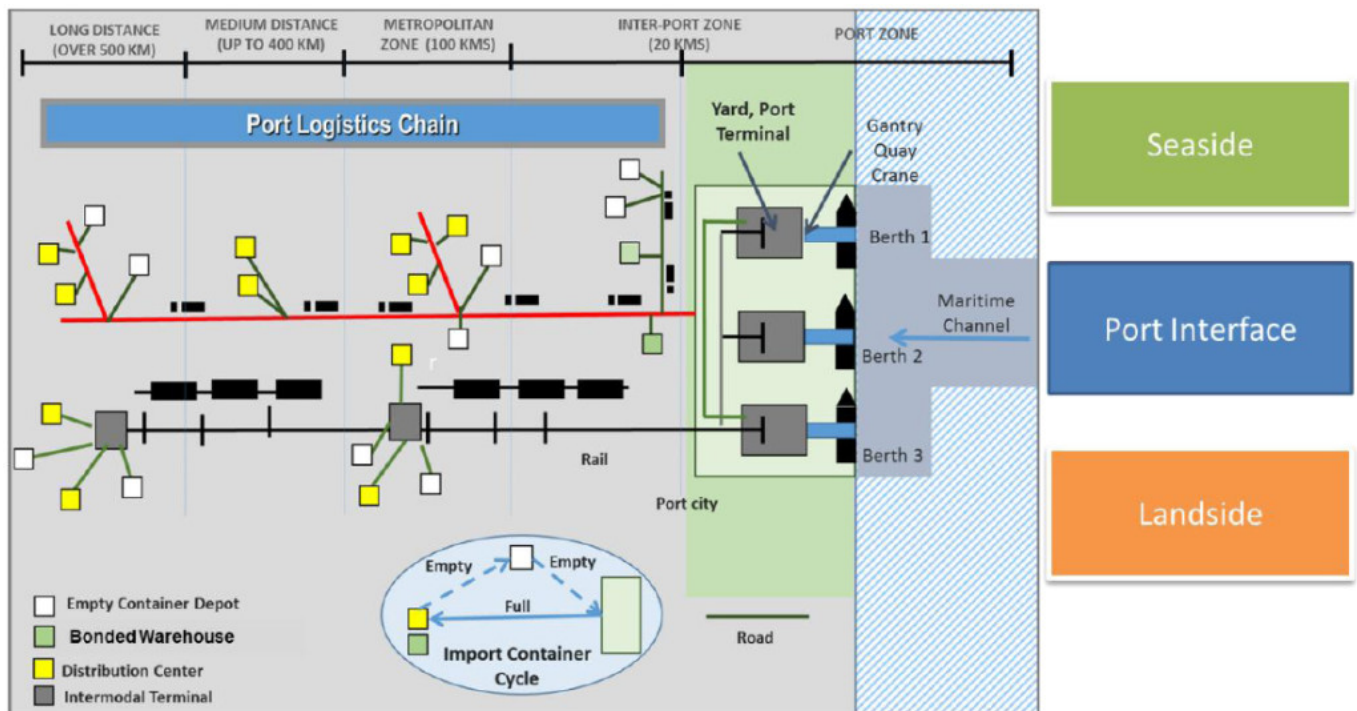 LONG DISTANCE
(OVER 500 KM)
MEDIUM DISTANCE
(UP TO 400 KM)
METROPOLITAN
ZONE (100 KMS)
INTER-PORT ZONE
(20 KMS)
PORT ZONE
Port Logistics Chain
Yard, Port
Terminal
Gantry
Quay
Crane
Berth 1
Maritime
Channel
Berth 2
Berth 3
r
Rail
Port city
Empty
Empty
Full
Import Container
Cycle
Road
Empty Container Depot
Bonded Warehouse
Distribution Center
Intermodal Terminal
Seaside
Port Interface
Landside